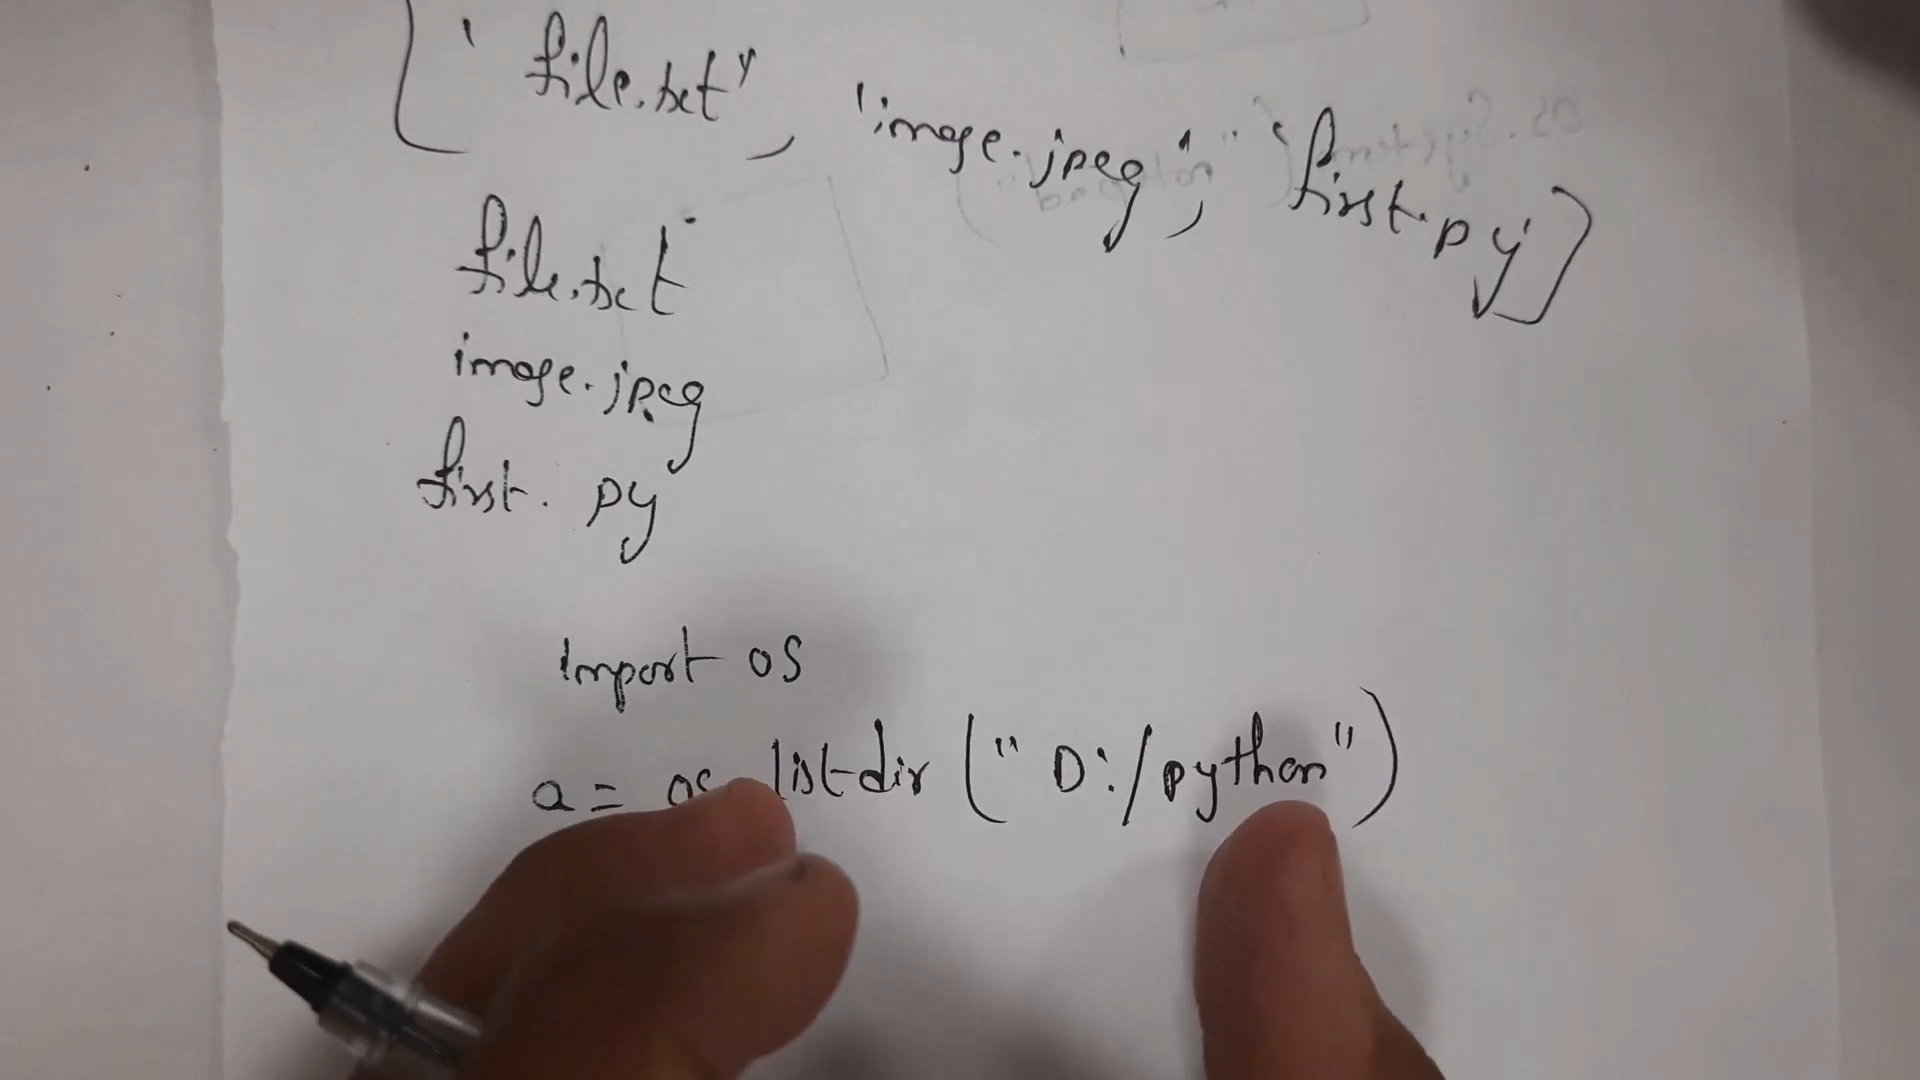 ["file.txt", "image.jpeg", "first.py"]
file.txt
image.jpeg
first.py
import os
a = os.listdir("D:/python")